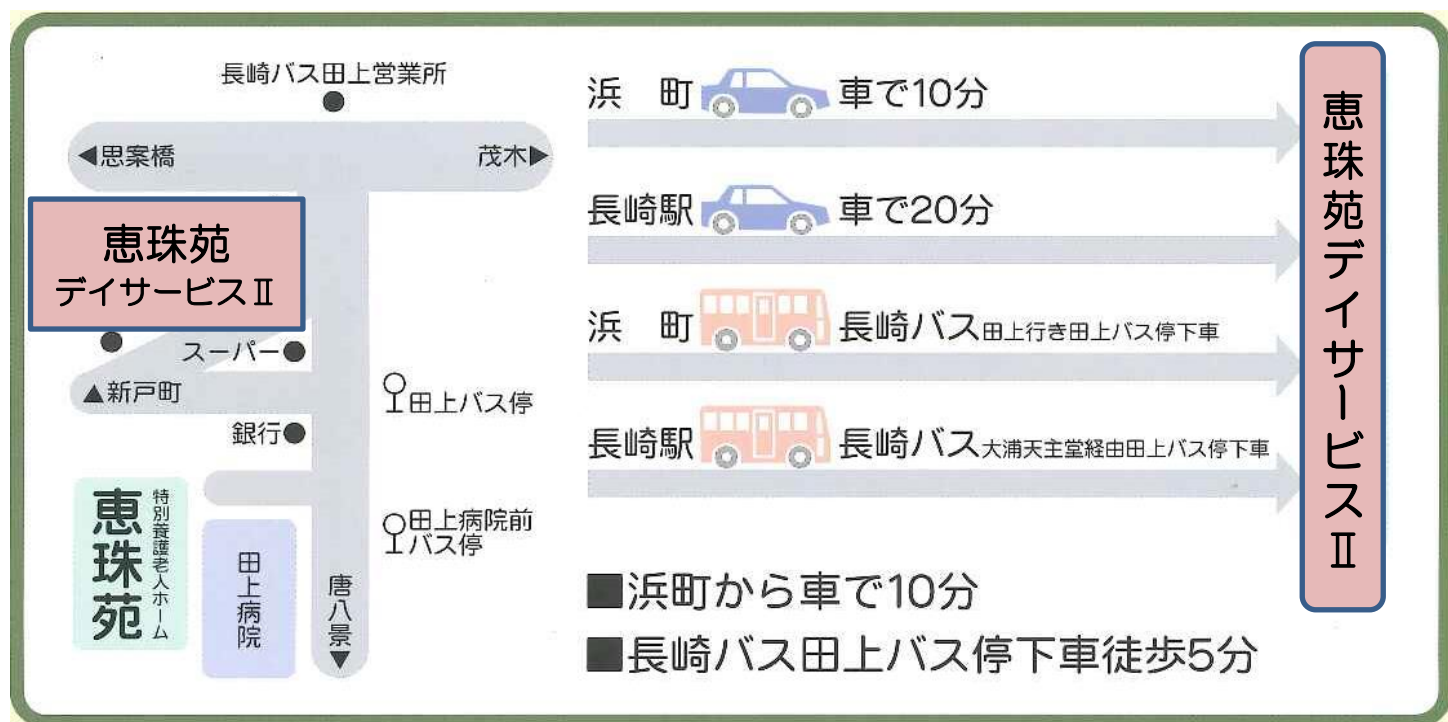 長崎バス田上営業所
◀思案橋
茂木▶
恵珠苑
デイサービスⅡ
スーパー
▲新戸町
田上バス停
銀行
田上病院前
バス停
特別養護老人ホーム
恵珠苑
田上病院
唐八景▼
浜 町 車で10分
長崎駅 車で20分
浜 町 長崎バス田上行き田上バス停下車
長崎駅 長崎バス大浦天主堂経由田上バス停下車
■浜町から車で10分
■長崎バス田上バス停下車徒歩5分
恵珠苑デイサービスⅡ